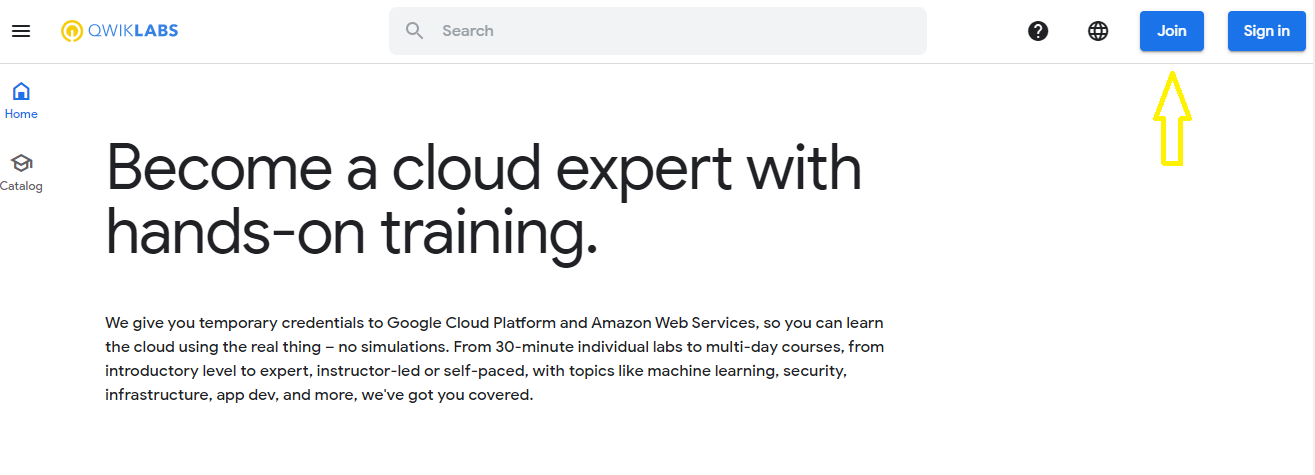 QWIKLABS
Search
Join
Sign in
Home
Catalog
Become a cloud expert with
hands-on training.
We give you temporary credentials to Google Cloud Platform and Amazon Web Services, so you can learn
the cloud using the real thing – no simulations. From 30-minute individual labs to multi-day courses, from
introductory level to expert, instructor-led or self-paced, with topics like machine learning, security,
infrastructure, app dev, and more, we've got you covered.